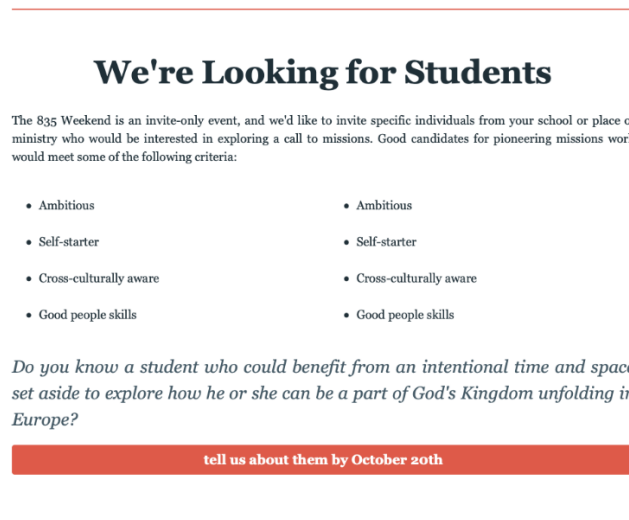 We're Looking for Students
The 835 Weekend is an invite-only event, and we'd like to invite specific individuals from your school or place
ministry who would be interested in exploring a call to missions. Good candidates for pioneering missions
would meet some of the following criteria:
Ambitious
Self-starter
Cross-culturally aware
Good people skills
Ambitious
Self-starter
Cross-culturally aware
Good people skills
Do you know a student who could benefit from an intentional time and
set aside to explore how he or she can be a part of God's Kingdom unfolding
Europe?
tell us about them by October 20th